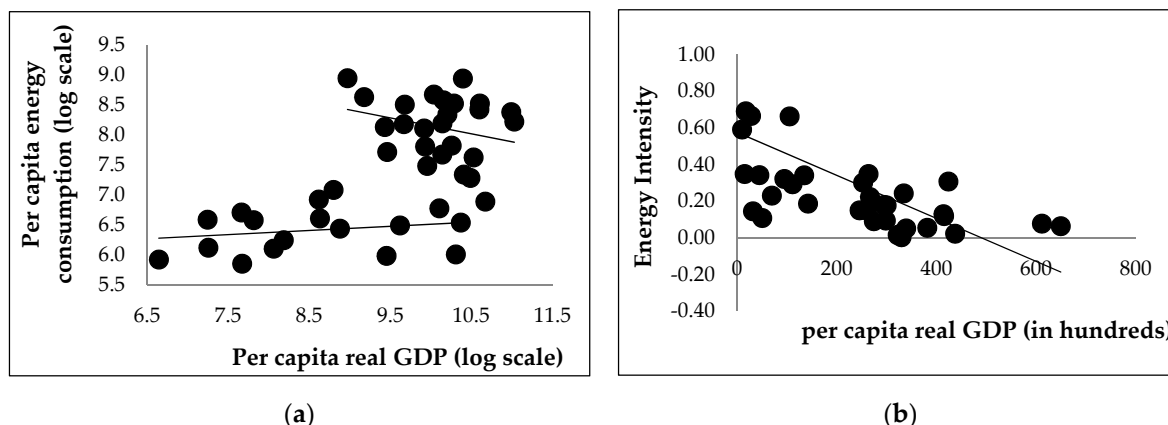 Per capita energy
consumption (log scale)
9.5
9.0
8.5
8.0
7.5
7.0
6.5
6.0
5.5
6.5 7.5 8.5 9.5 10.5 11.5
Per capita real GDP (log scale)
(a)
Energy Intensity
1.00
0.80
0.60
0.40
0.20
0.00
-0.20
-0.40
0 200 400 600 800
per capita real GDP (in hundreds)
(b)